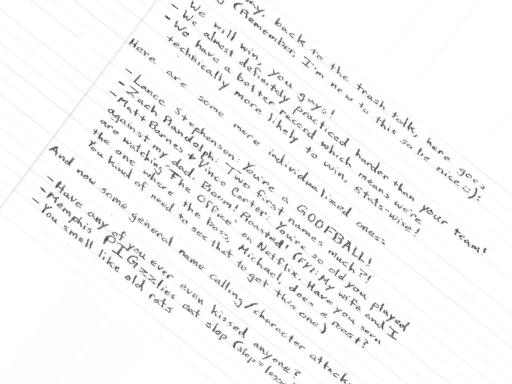 ay, back to the trash talk, here goes
(Remember, I'm new to this so be nice :)):
- We will win, you guys!
- We almost definitely practiced harder than your team!
- We have a better record which means we're
technically more likely to win, stats-wise!
Here are some more individualized ones:
- Lance Stephenson: You're a GOOFBALL!
- Zach Randolph: Two first names much?!
- Matt Barnes + Vince Carter: You're so old you played
against my dad. Boom! Roasted! (FYI: My wife and I
are watching The Office on Netflix. Have you seen
the one where the boss, Michael, does a roast?
You kind of need to see that to get this one)
And now some general name calling/character attacks
- Have any of you ever even kissed anyone?
- Memphis PIGzzlies eat slop (slop =
- You smell like old rats